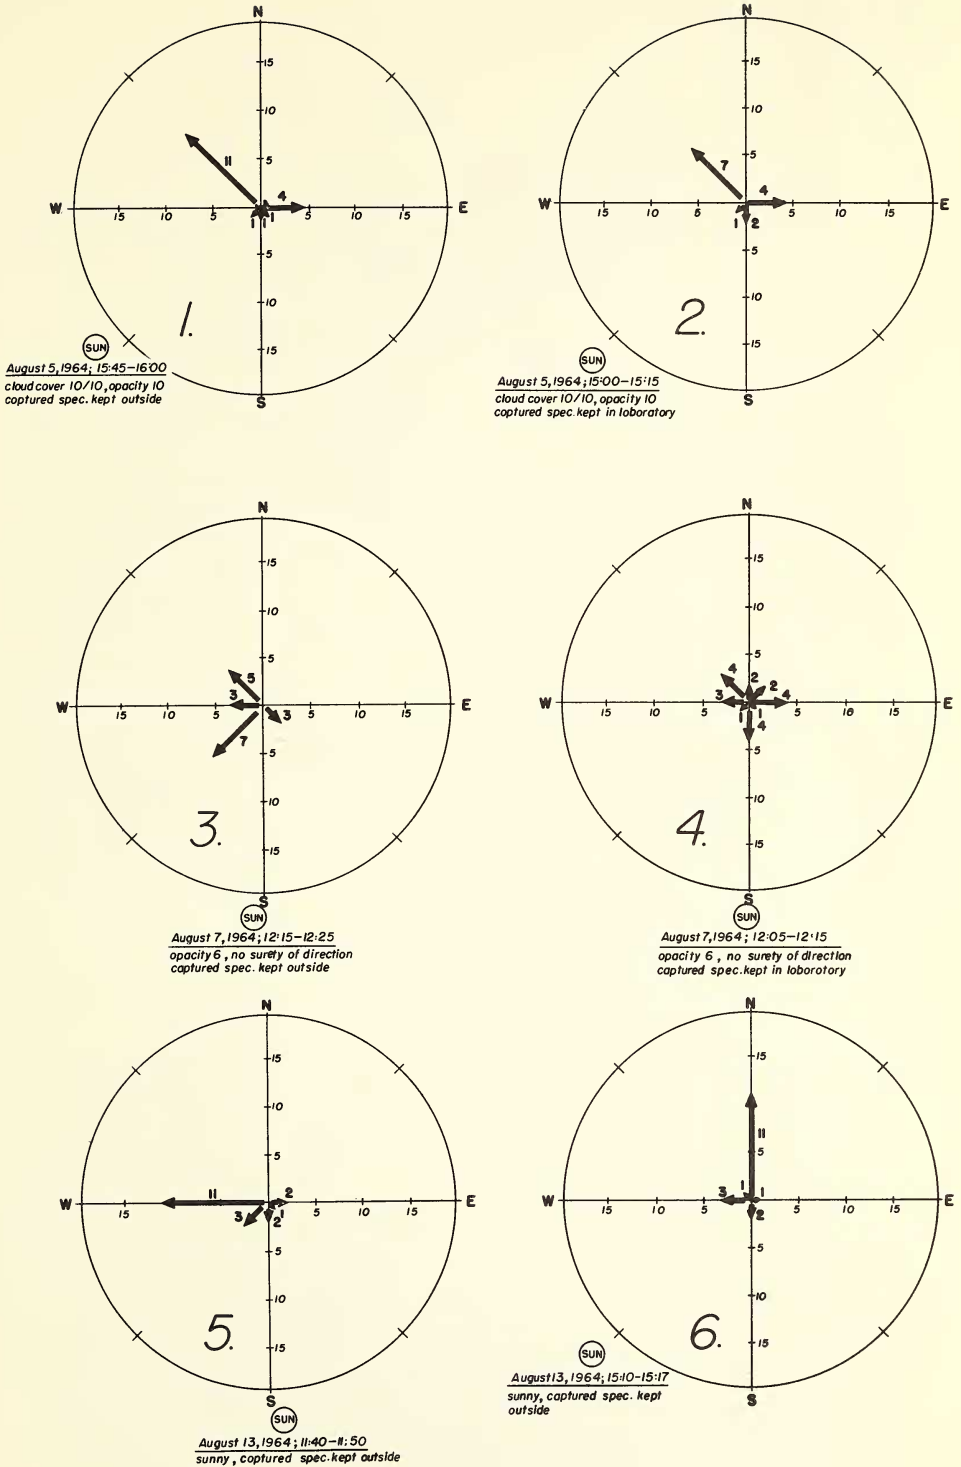 N
15
10
5
11
4
W
15
10
5
1
1
1
5
10
15
E
5
10
15
S
1.
SUN
August 5, 1964; 15:45–16:00
cloud cover 10/10, opacity 10
coptured spec. kept outside
N
15
10
5
7
4
W
15
10
5
1
2
5
10
15
E
5
10
15
S
2.
SUN
August 5, 1964; 15:00–15:15
cloud cover 10/10, opacity 10
coptured spec. kept in loboratory
N
15
10
5
5
3
W
15
10
5
3
7
5
10
15
E
5
10
15
S
3.
SUN
August 7, 1964; 12:15–12:25
opacity 6, no surety of direction
captured spec. kept outside
N
15
10
5
4
2
2
3
4
W
15
10
5
1
1
4
5
16
15
E
5
10
15
S
4.
SUN
August 7, 1964; 12:05–12:15
opacity 6, no surety of direction
captured spec. kept in loborotory
N
15
10
5
11
2
W
15
3
2
1
5
10
15
E
5
10
15
S
5.
SUN
August 13, 1964; 11:40–11:50
sunny, coptured spec. kept outside
N
15
11
5
3
1
1
W
15
10
5
2
5
10
15
E
5
10
15
S
6.
SUN
August 13, 1964; 15:10–15:17
sunny, captured spec. kept
outside